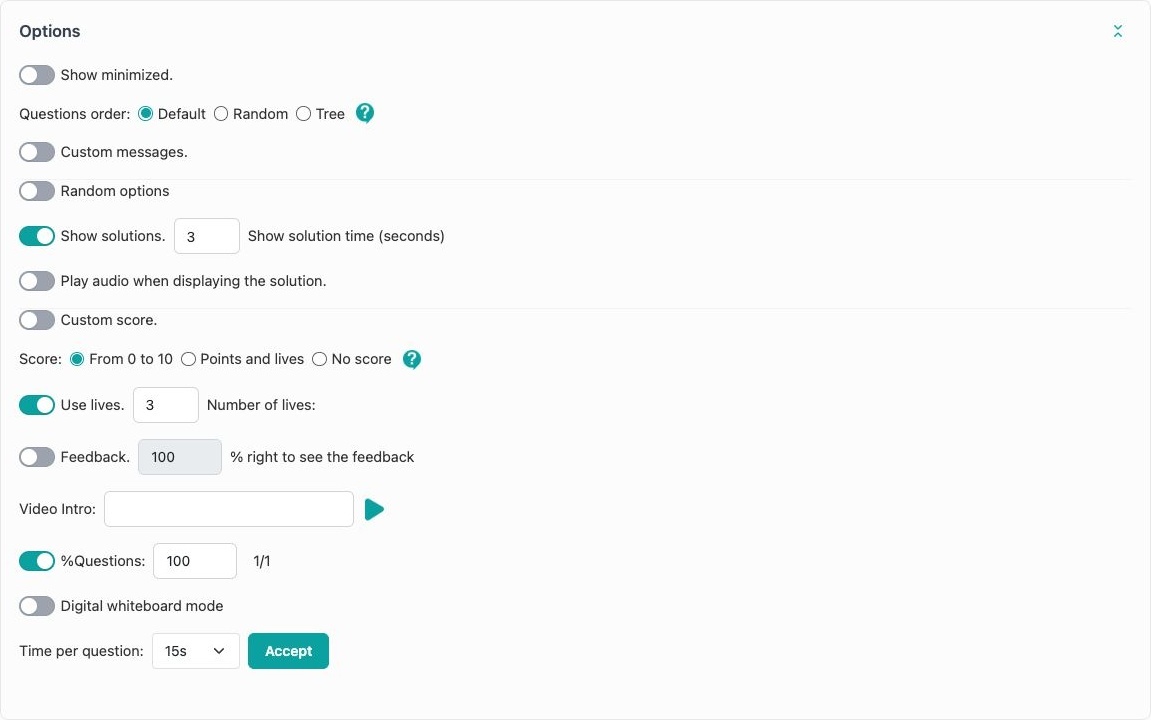 Options
Show minimized.
Questions order: Default Random Tree ?
Custom messages.
Random options
Show solutions. 3 Show solution time (seconds)
Play audio when displaying the solution.
Custom score.
Score: From 0 to 10 Points and lives No score ?
Use lives. 3 Number of lives:
Feedback. 100 % right to see the feedback
Video Intro:
%Questions: 100 1/1
Digital whiteboard mode
Time per question: 15s Accept